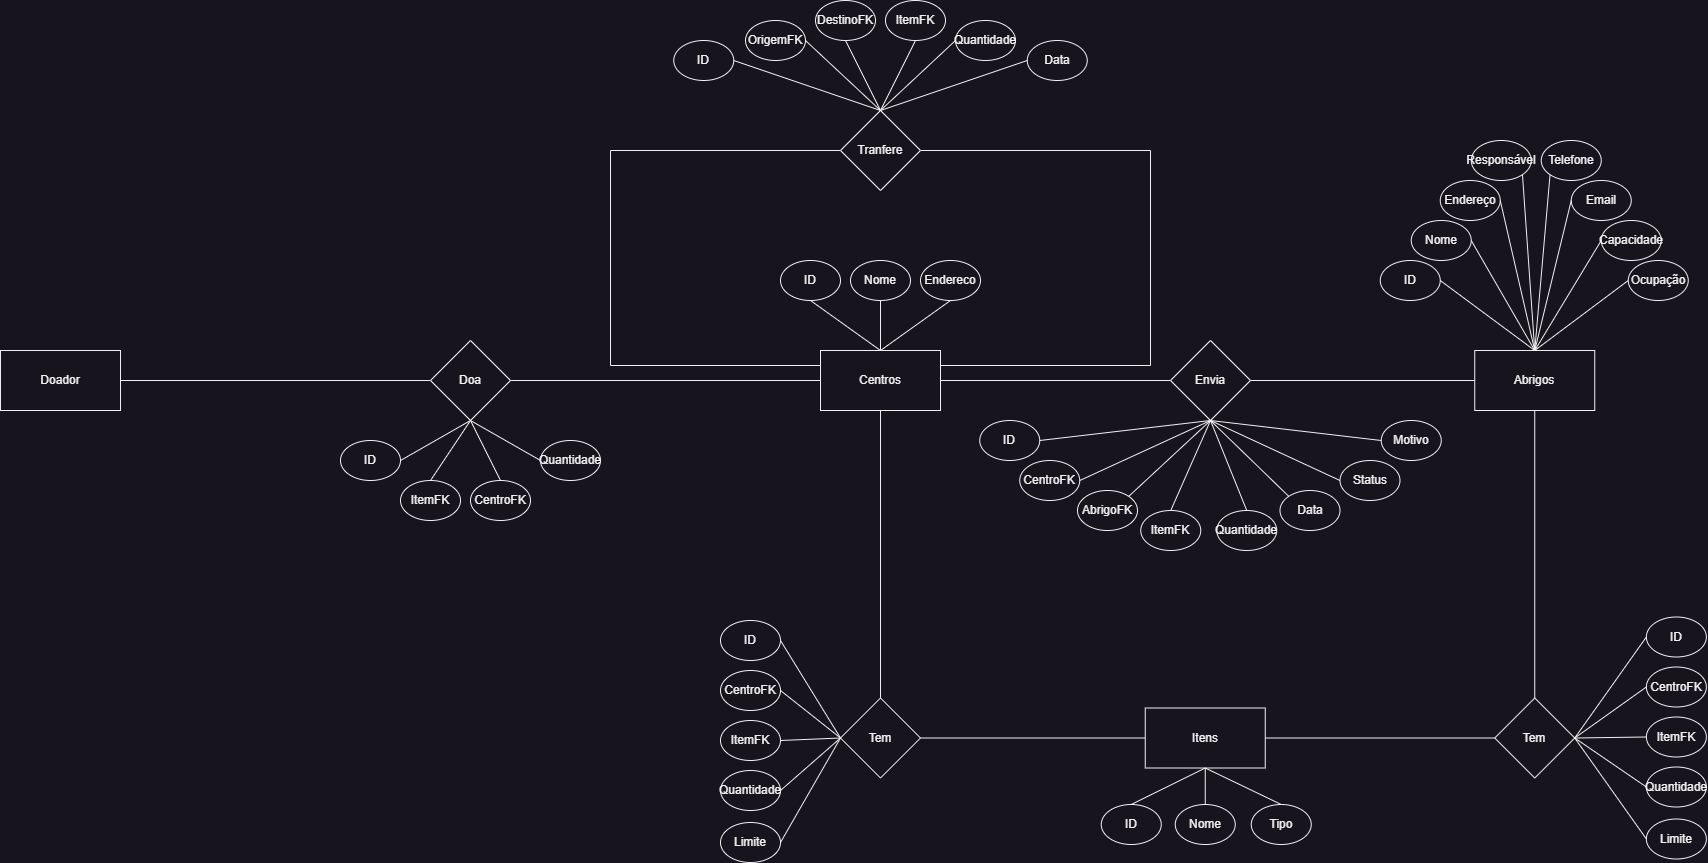 DestinoFK
ItemFK
OrigemFK
Quantidade
ID
Data
Tranfere
Responsável
Telefone
Endereço
Email
Nome
Capacidade
ID
Ocupação
ID
Nome
Endereco
Doador
Doa
Centros
Envia
Abrigos
ID
Quantidade
ItemFK
CentroFK
ID
Motivo
CentroFK
Status
AbrigoFK
Data
ItemFK
Quantidade
ID
CentroFK
ItemFK
Quantidade
Limite
Tem
Itens
Tem
ID
Nome
Tipo
ID
CentroFK
ItemFK
Quantidade
Limite